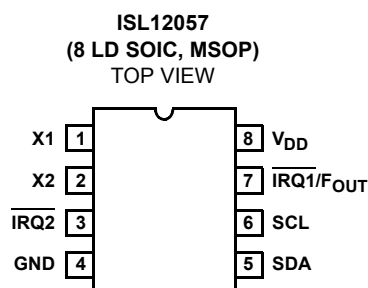 ISL12057
(8 LD SOIC, MSOP)
TOP VIEW
X1 1 8 VDD
X2 2 7 IRQ1/FOUT
IRQ2 3 6 SCL
GND 4 5 SDA